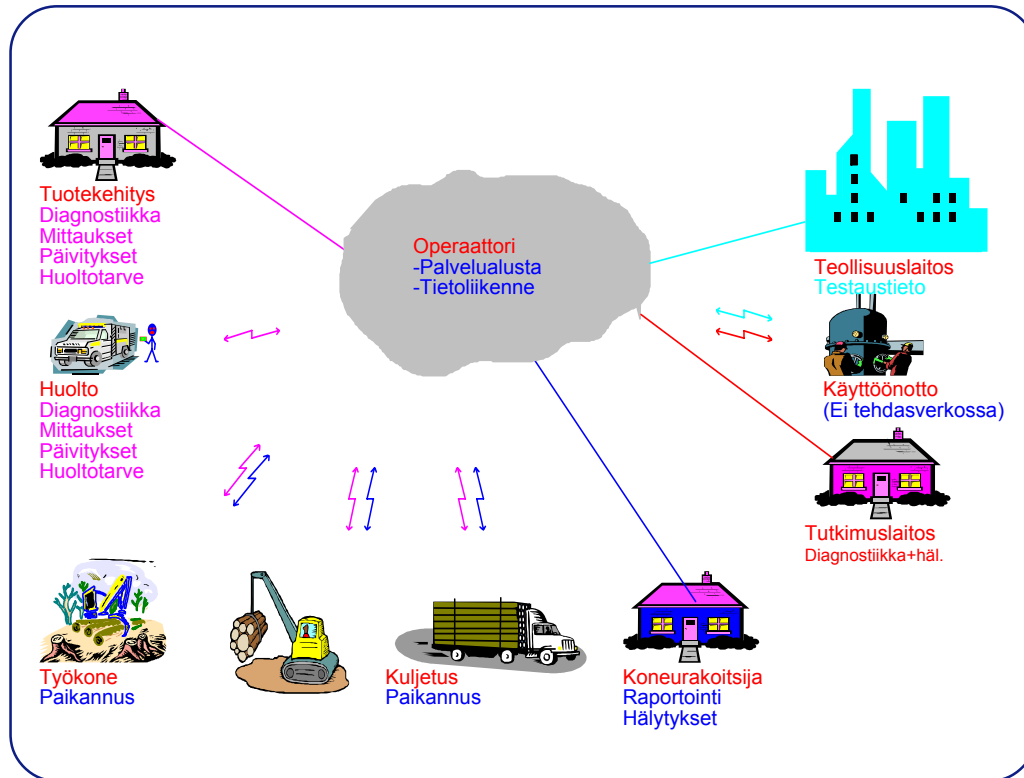 Tuotekehitys
Diagnostiikka
Mittaukset
Päivitykset
Huoltotarve
Operaattori
-Palvelualusta
-Tietoliikenne
Teollisuuslaitos
Testaustieto
Huolto
Diagnostiikka
Mittaukset
Päivitykset
Huoltotarve
Käyttöönotto
(Ei tehdasverkossa)
Tutkimuslaitos
Diagnostiikka+häl.
Työkone
Paikannus
1
Kuljetus
Paikannus
Koneurakoitsija
Raportointi
Hälytykset